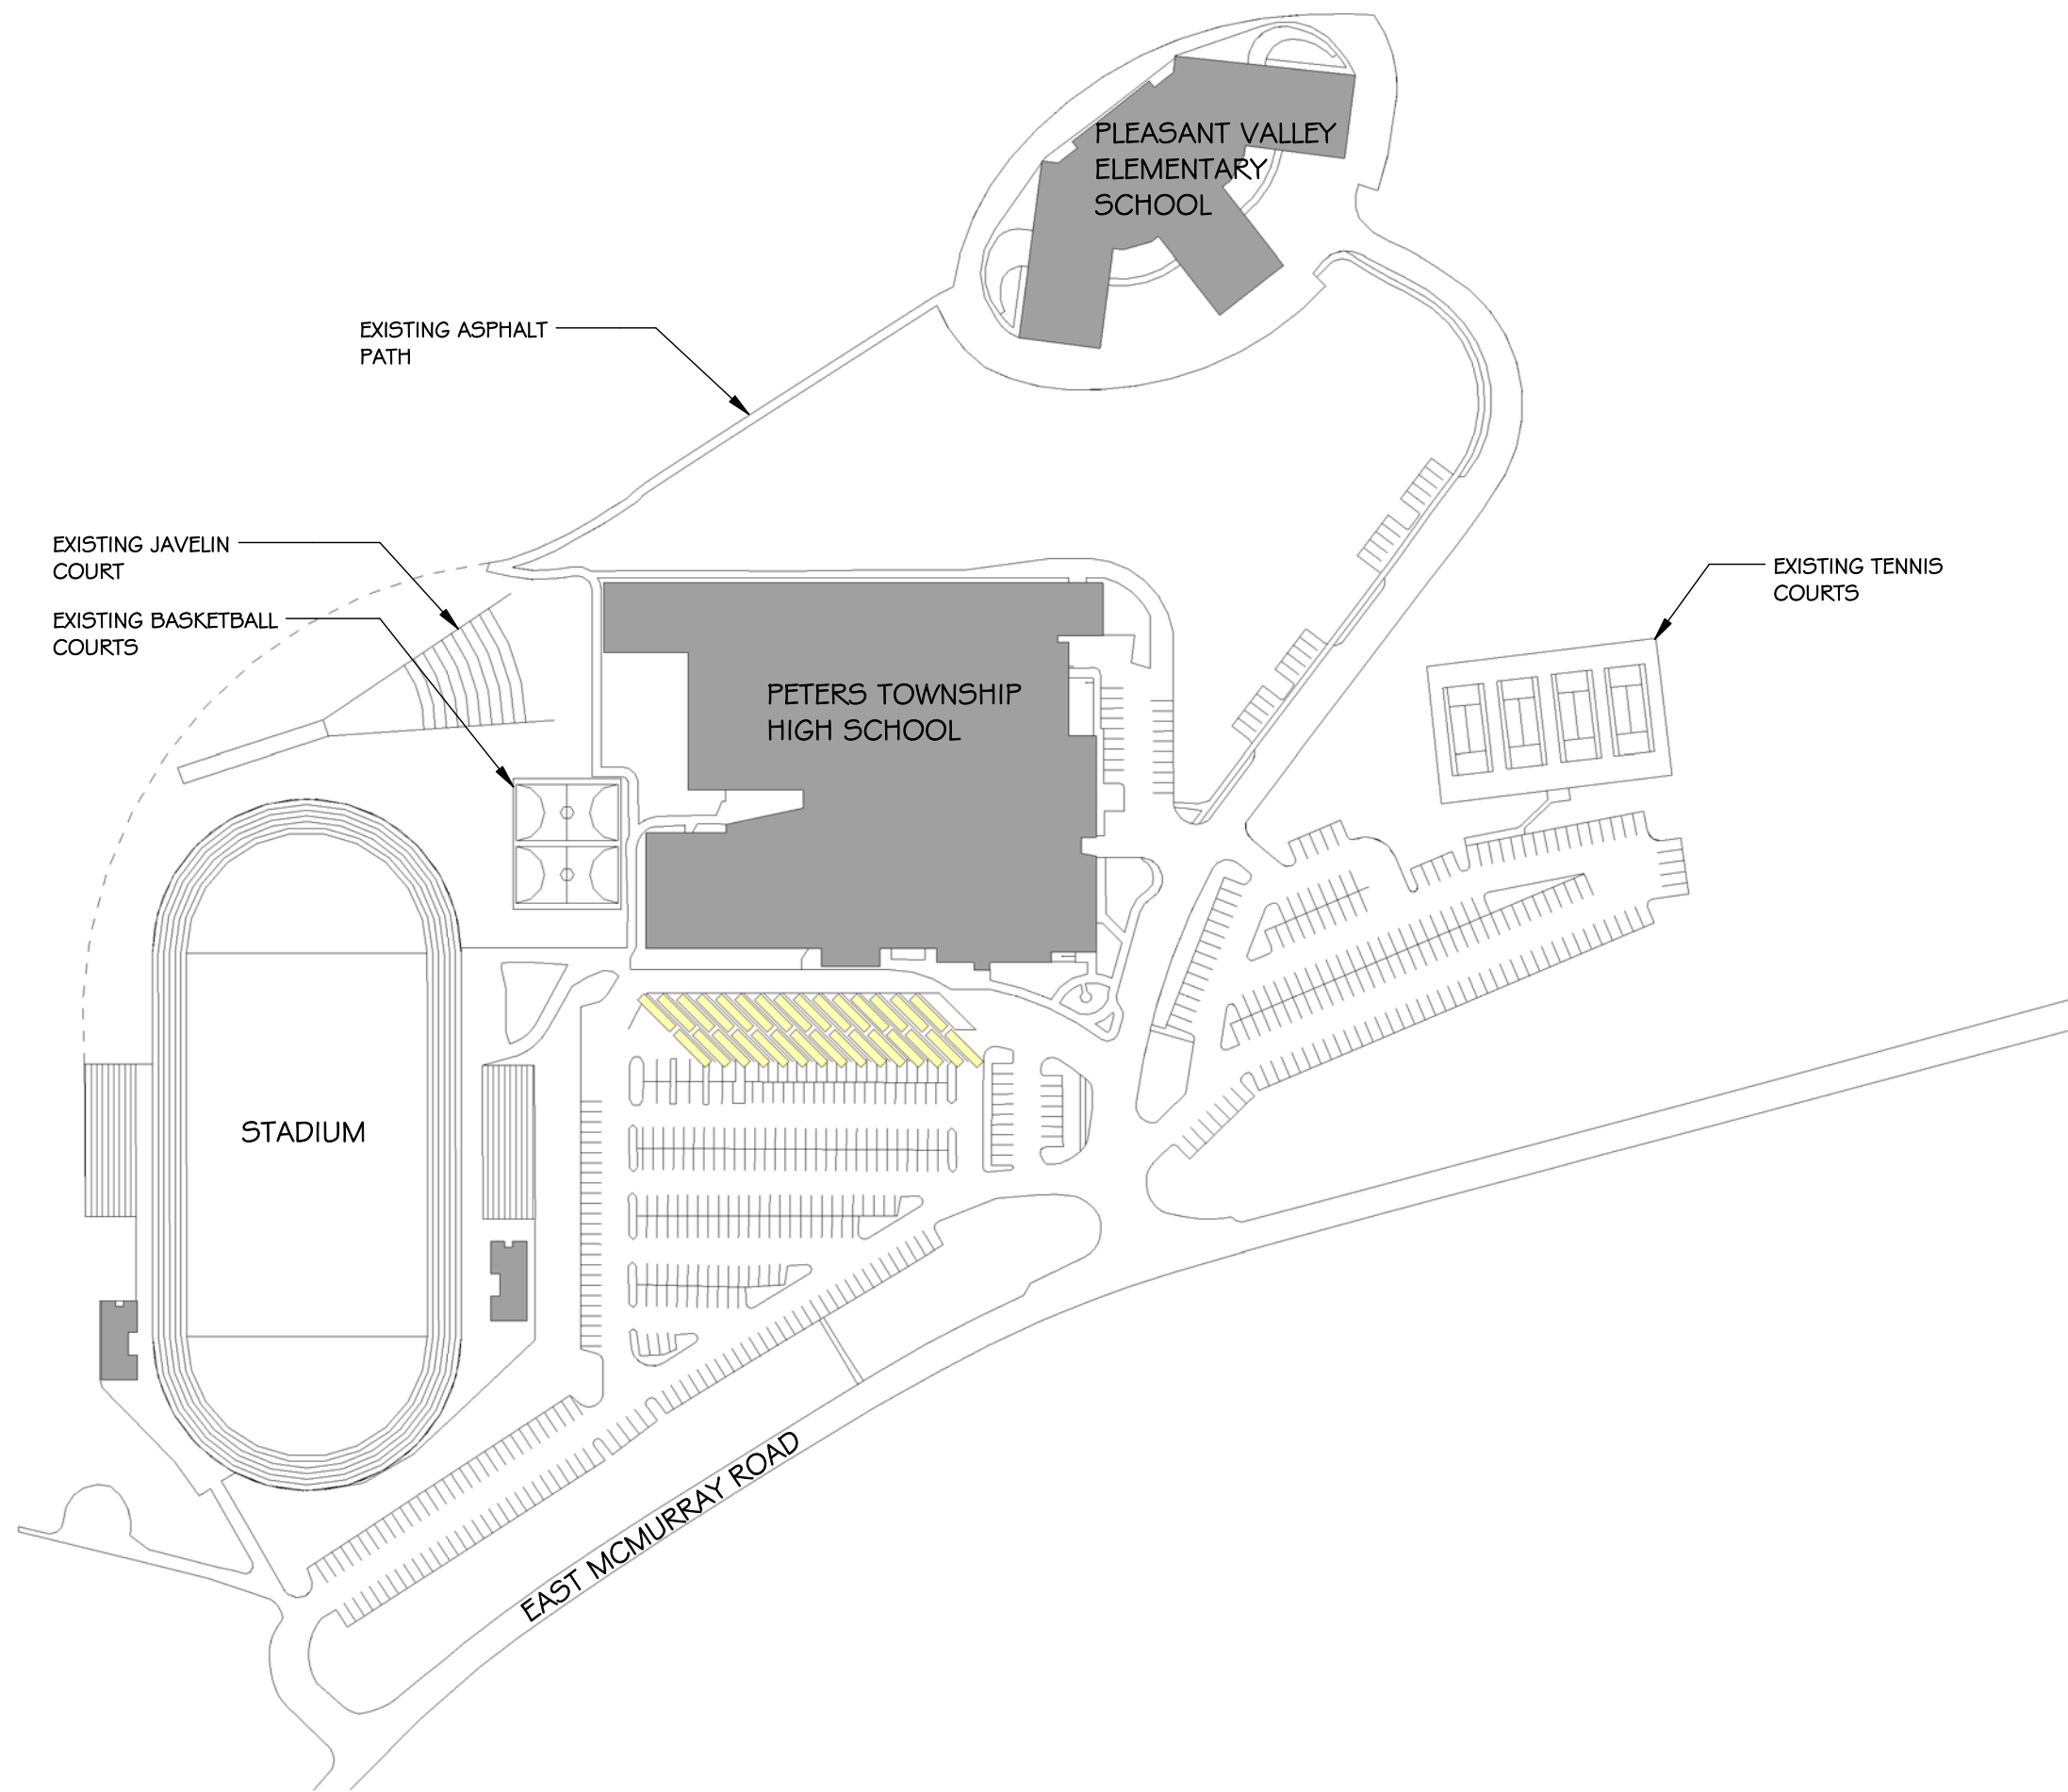 PLEASANT VALLEY
ELEMENTARY
SCHOOL
EXISTING ASPHALT
PATH
EXISTING JAVELIN
COURT
EXISTING BASKETBALL
COURTS
EXISTING TENNIS
COURTS
PETERS TOWNSHIP
HIGH SCHOOL
STADIUM
EAST MCMURRAY ROAD